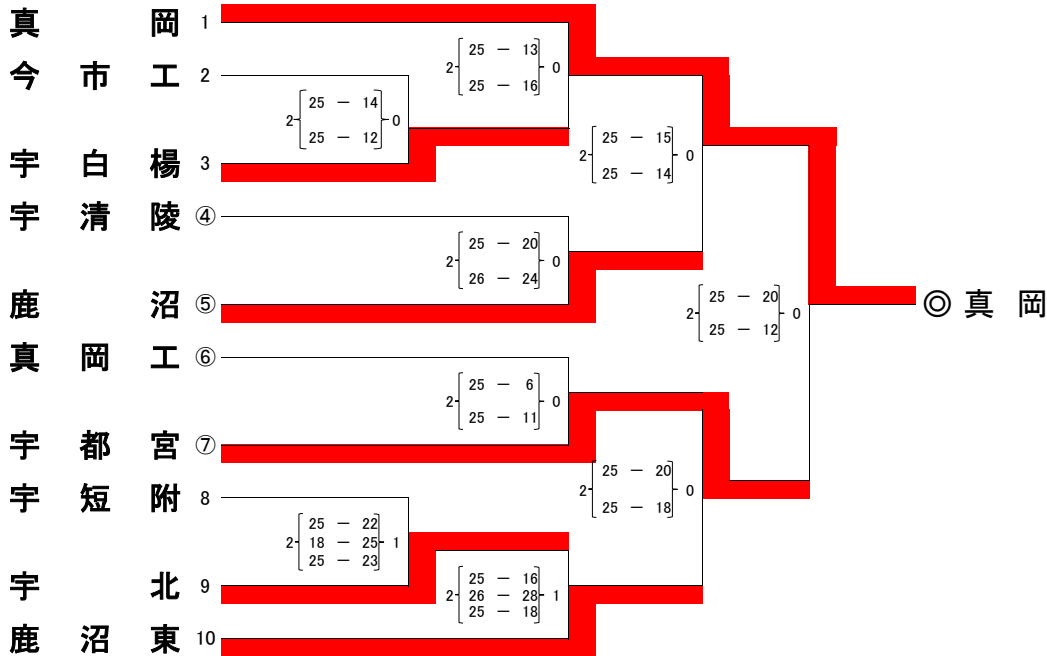 真岡 1
25 － 13
2 0
25 － 16
今市工 2
25 － 14
2 0
25 － 12
25 － 15
2 0
25 － 14
宇白楊 3
宇清陵 ④
25 － 20
2 0
26 － 24
鹿沼 ⑤
25 － 20
2 0
25 － 12
◎真岡
真岡工 ⑥
25 － 6
2 0
25 － 11
宇都宮 ⑦
25 － 20
2 0
25 － 18
宇短附 8
25 － 22
2 18 － 25 1
25 － 23
宇北 9
25 － 16
2 26 － 28 1
25 － 18
鹿沼東 10